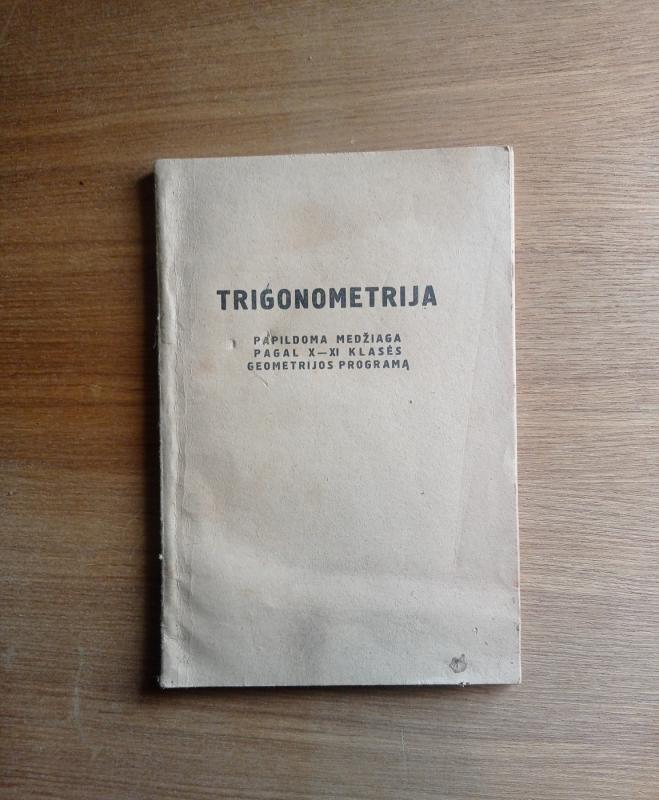 TRIGONOMETRIJA
PAPILDOMA MEDŽIAGA
PAGAL X—XI KLASĖS
GEOMETRIJOS PROGRAMĄ